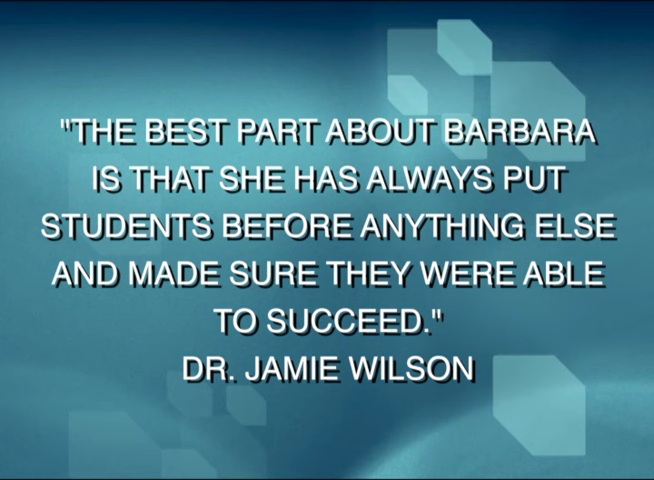 "THE BEST PART ABOUT BARBARA
IS THAT SHE HAS ALWAYS PUT
STUDENTS BEFORE ANYTHING ELSE
AND MADE SURE THEY WERE ABLE
TO SUCCEED."
DR. JAMIE WILSON